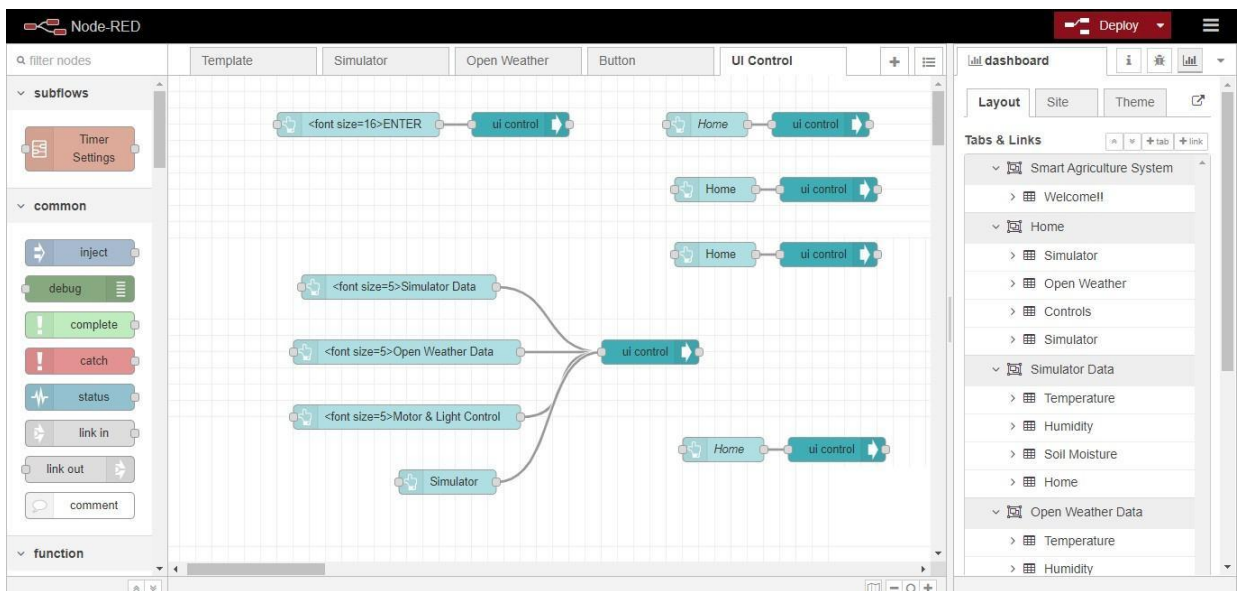 Node-RED
Deploy
filter nodes
Template
Simulator
Open Weather
Button
UI Control
dashboard
i
subflows
Timer
Settings
common
inject
debug
complete
catch
status
link in
link out
comment
function
<font size=16>ENTER
ui control
Home
ui control
Home
ui control
Home
ui control
<font size=5>Simulator Data
<font size=5>Open Weather Data
ui control
<font size=5>Motor & Light Control
Home
ui control
Simulator
Layout
Site
Theme
Tabs & Links
+tab
+link
Smart Agriculture System
Welcome!!
Home
Simulator
Open Weather
Controls
Simulator
Simulator Data
Temperature
Humidity
Soil Moisture
Home
Open Weather Data
Temperature
Humidity